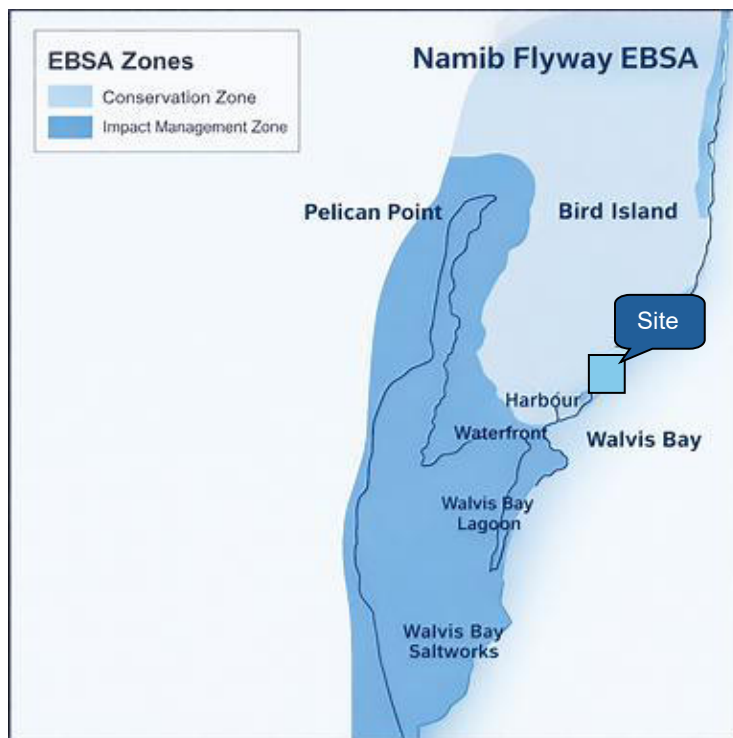 EBSA Zones
Conservation Zone
Impact Management Zone
Namib Flyway EBSA
Pelican Point
Bird Island
Site
Harbour
Waterfront
Walvis Bay
Walvis Bay
Lagoon
Walvis Bay
Saltworks